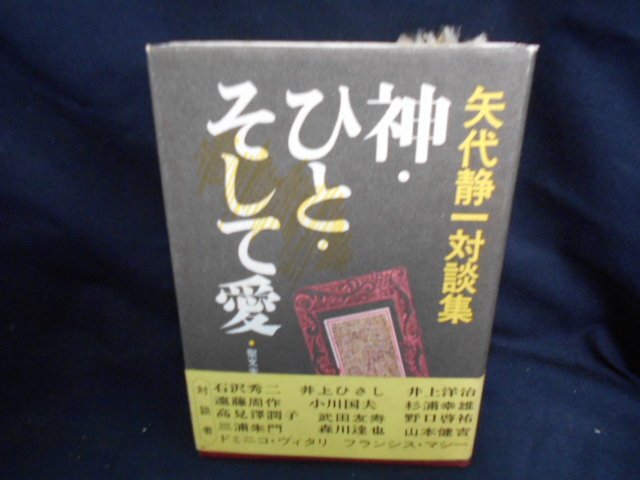 矢代静一対談集
神・
ひと・
そして愛
対談者
石沢秀二 井上ひさし 井上洋治
遠藤周作 小川国夫 杉浦幸雄
高見澤潤子 武田友寿 野口啓祐
三浦朱門 森川達也 山本健吉
ドミニコ・ヴィタリ フランシス・マシー